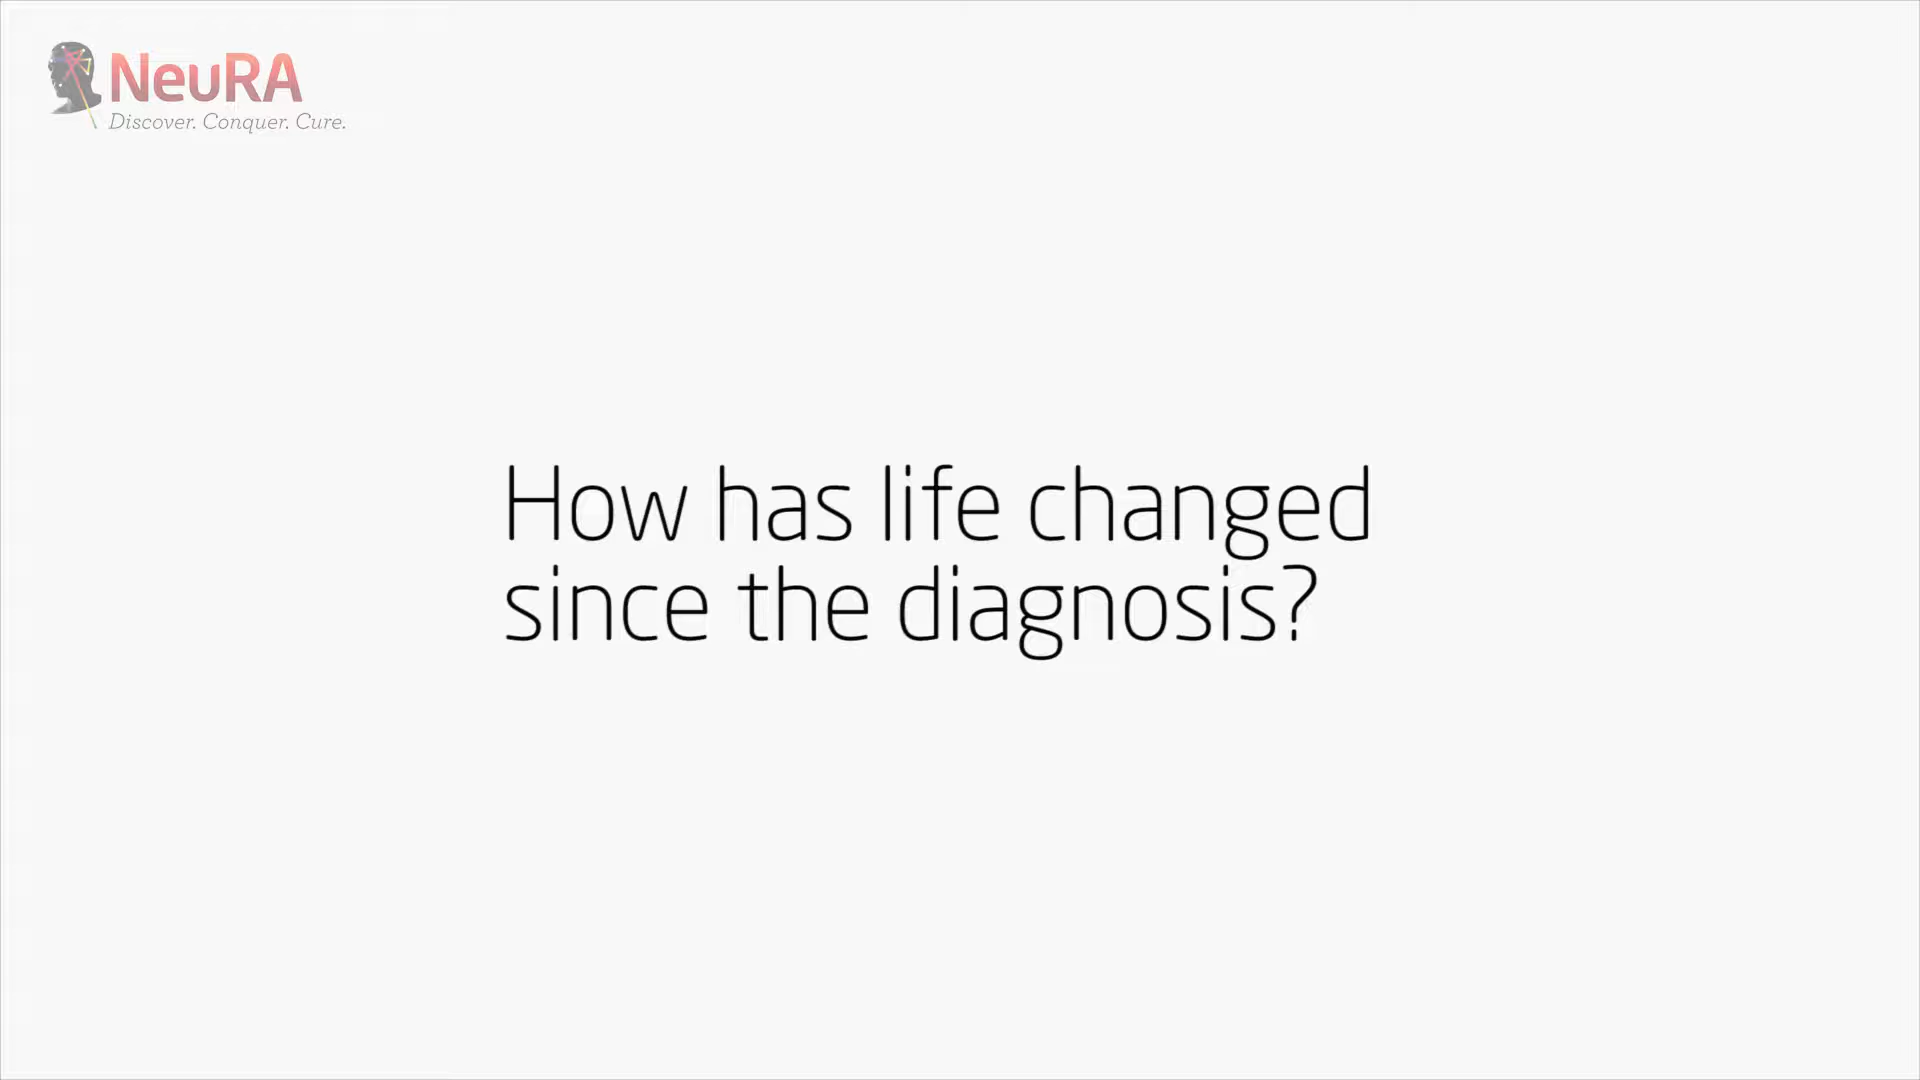 NeuRA
Discover. Conquer. Cure.
How has life changed
since the diagnosis?